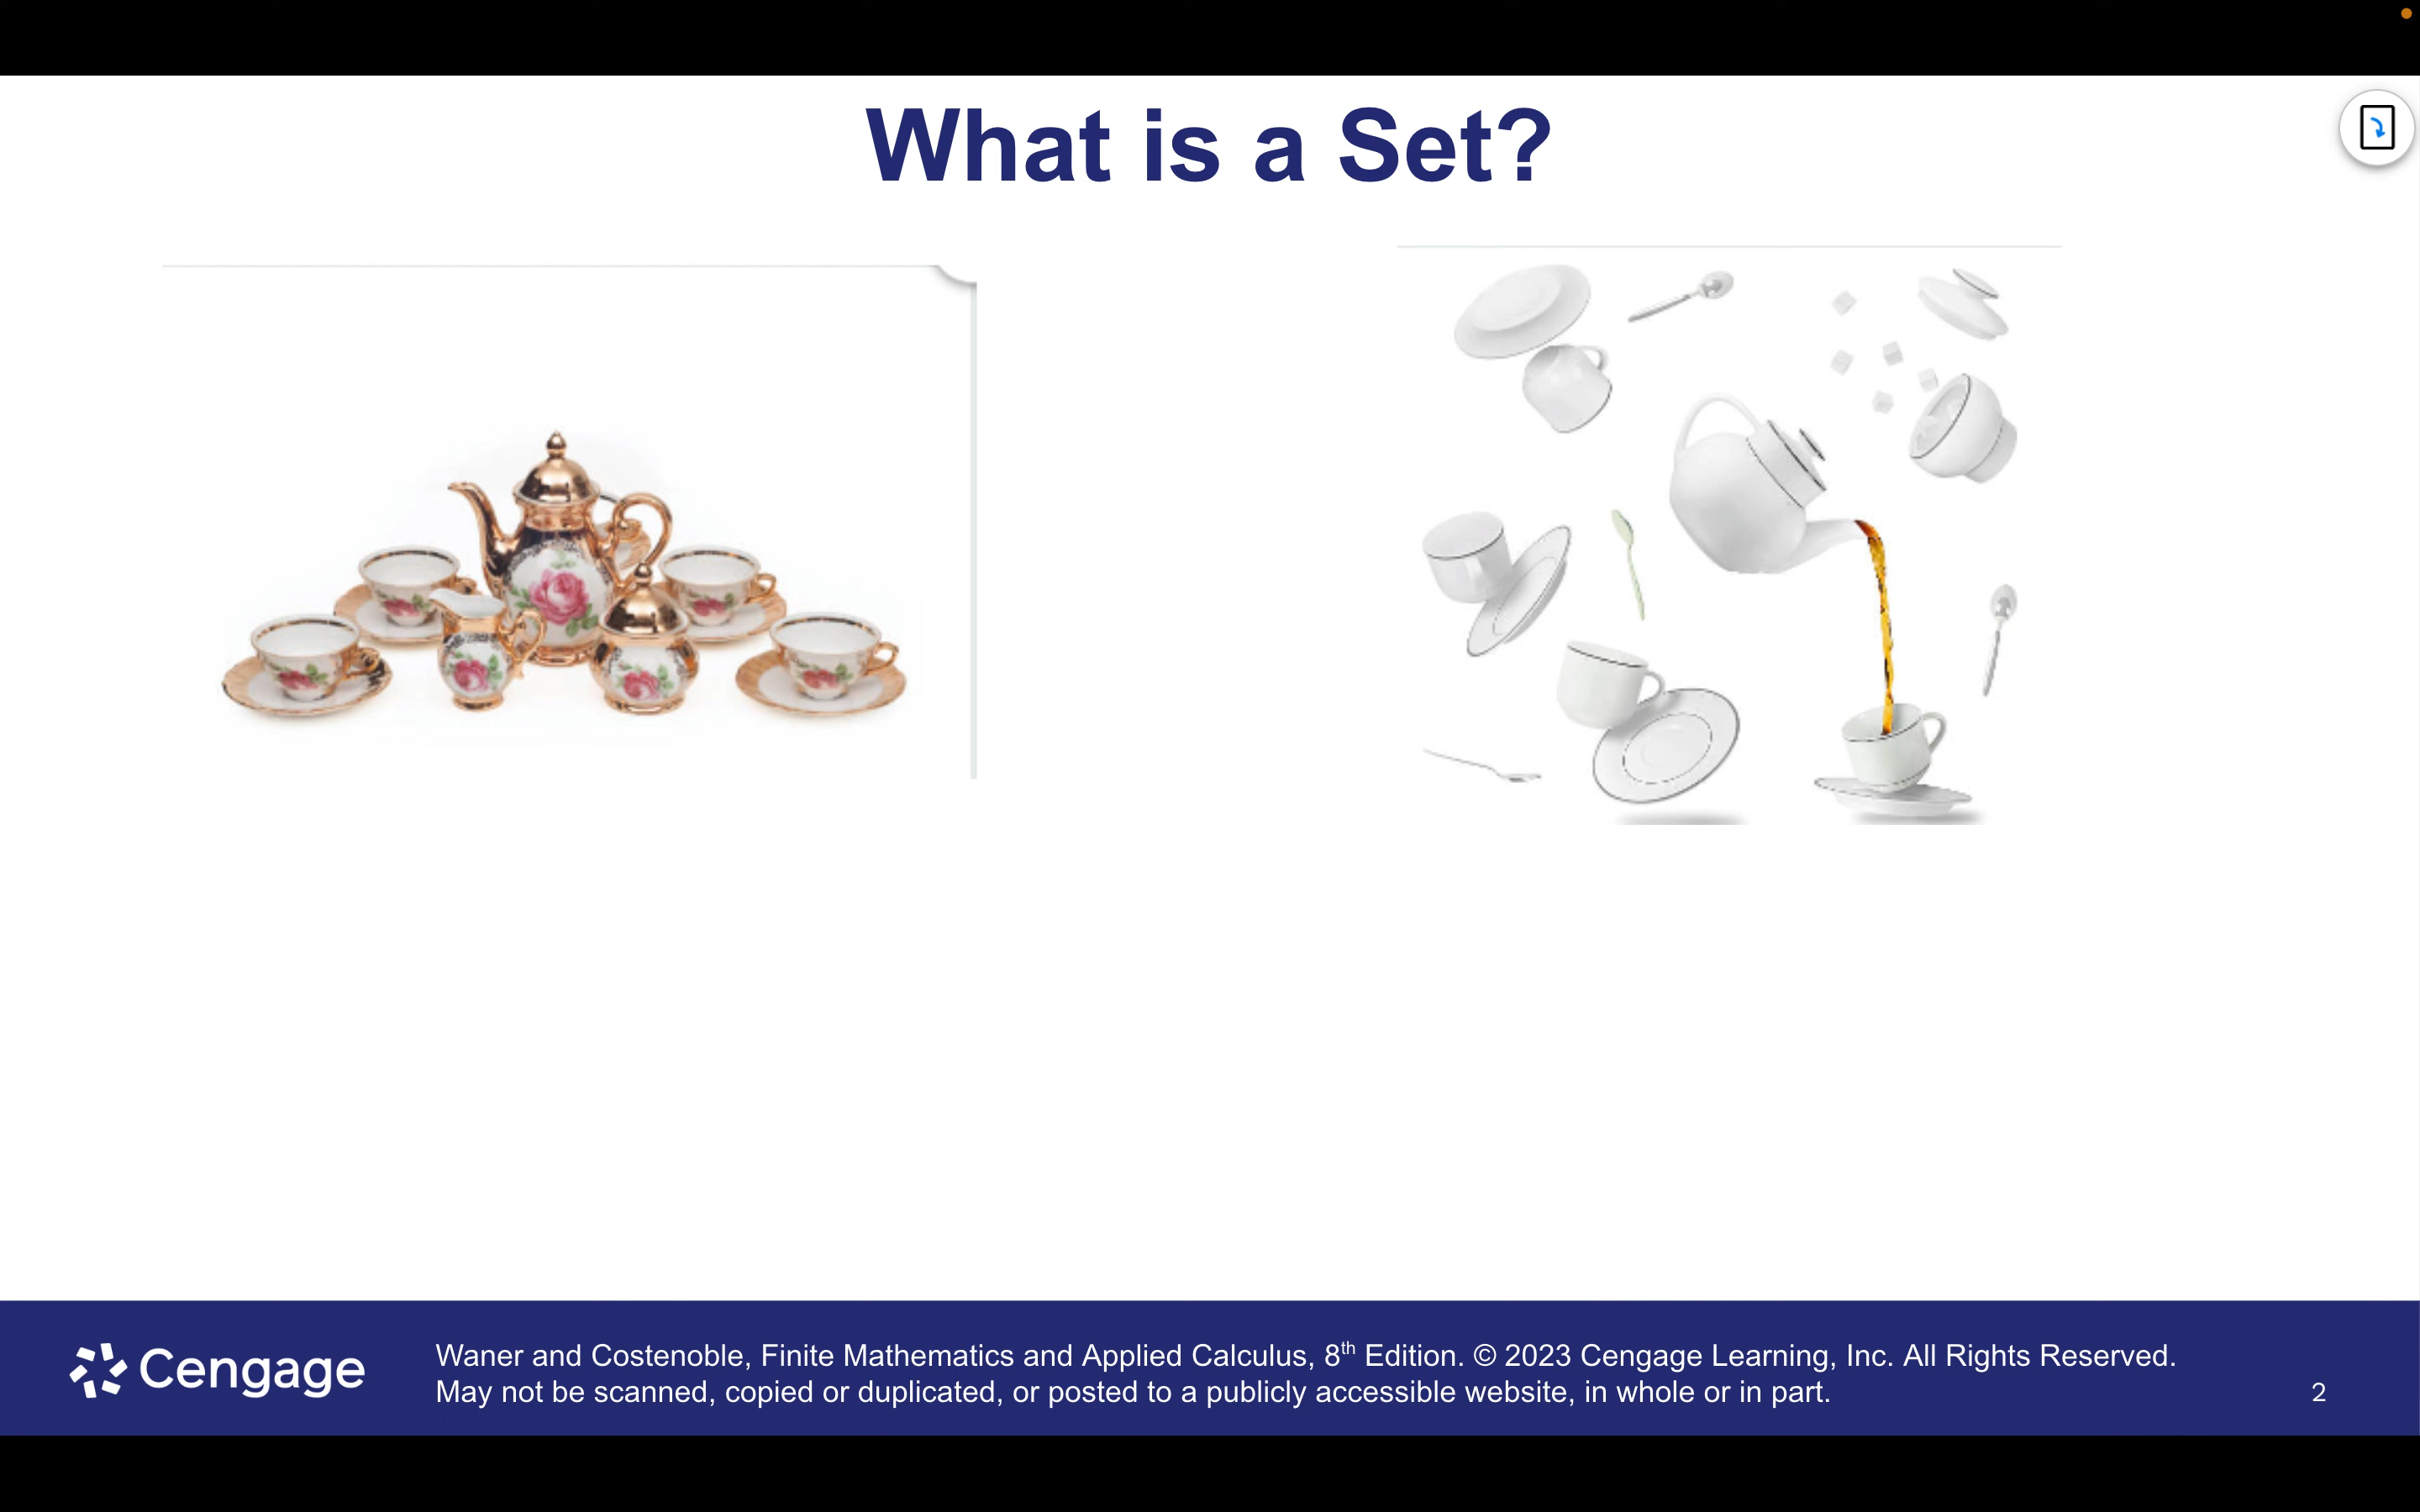 What is a Set?
Cengage
Waner and Costenoble, Finite Mathematics and Applied Calculus, 8th Edition. © 2023 Cengage Learning, Inc. All Rights Reserved.
May not be scanned, copied or duplicated, or posted to a publicly accessible website, in whole or in part.
2